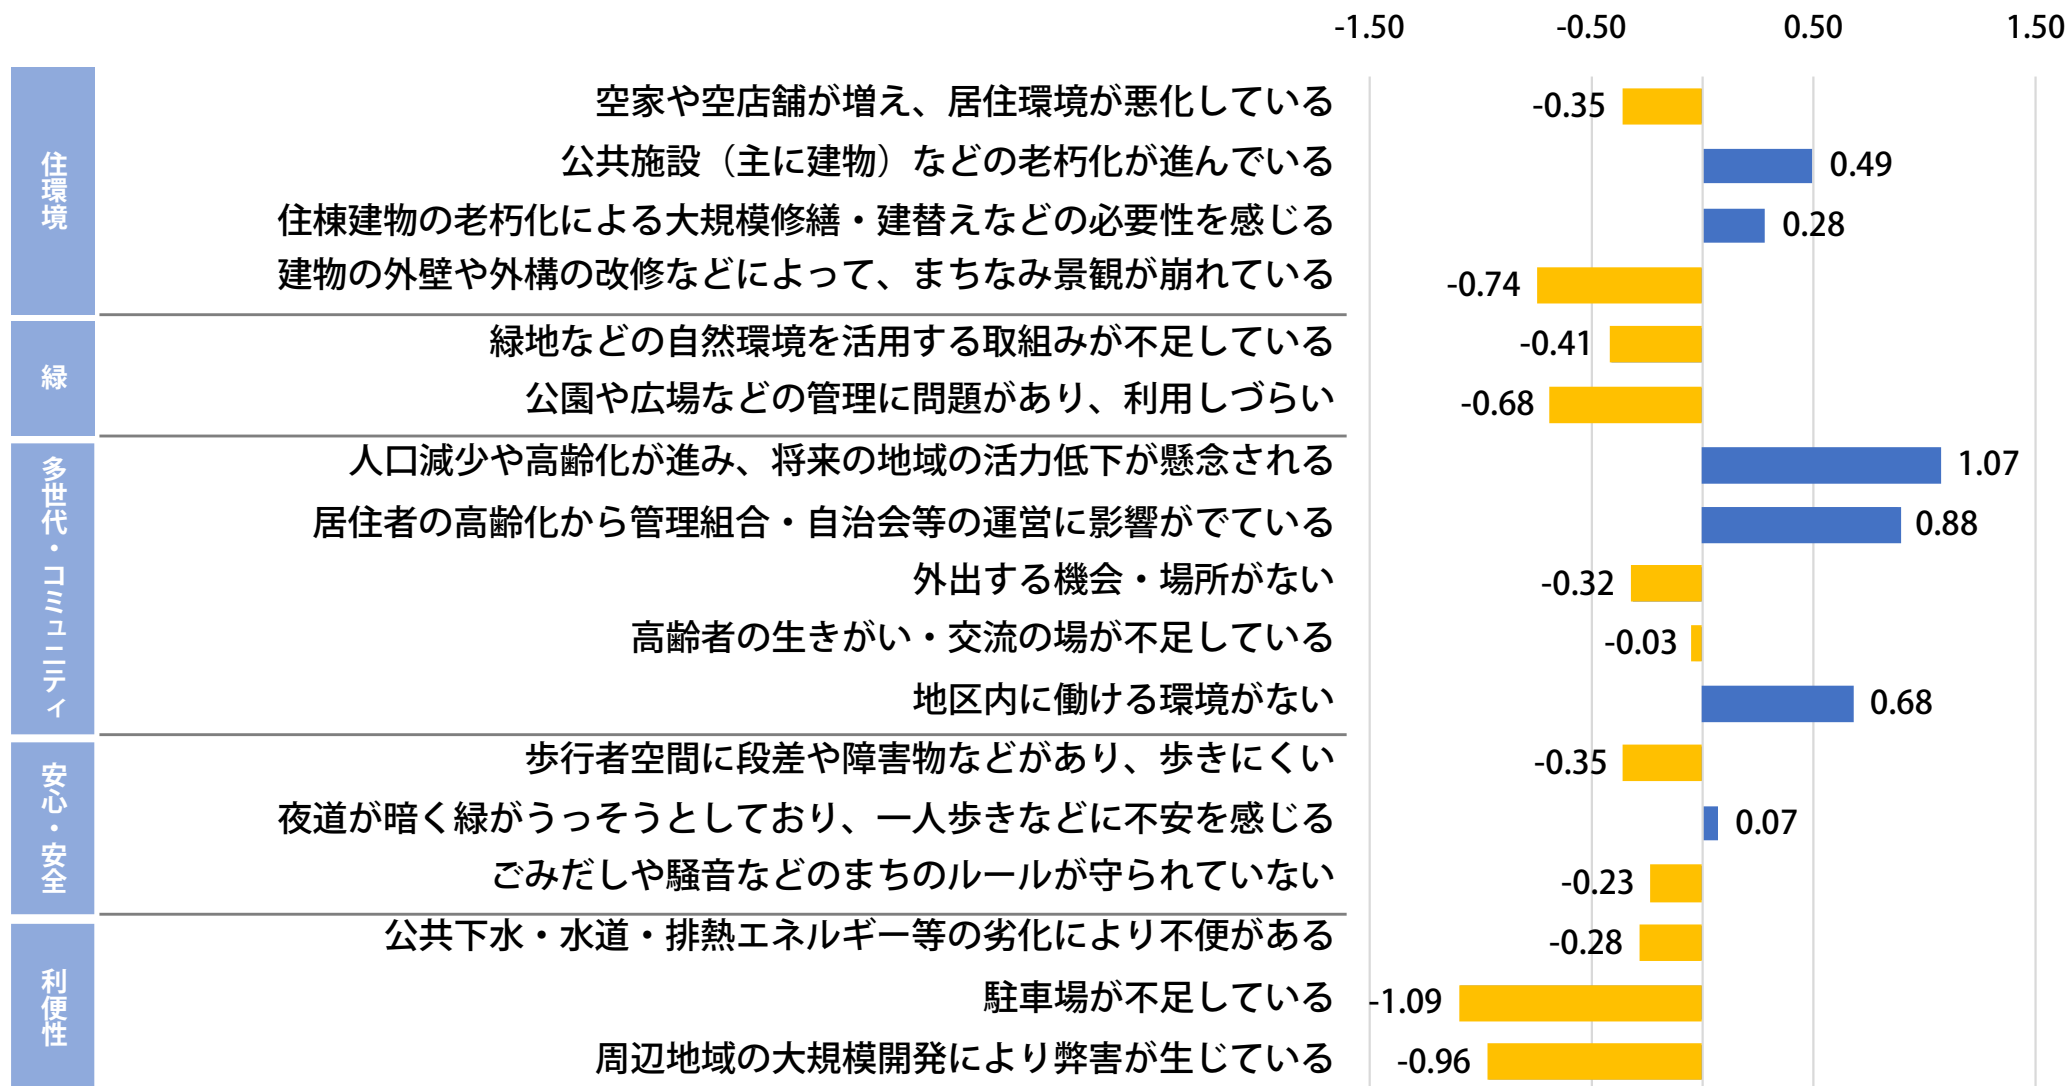 -1.50 -0.50 0.50 1.50
住環境
空家や空店舗が増え、居住環境が悪化している -0.35
公共施設（主に建物）などの老朽化が進んでいる 0.49
住棟建物の老朽化による大規模修繕・建替えなどの必要性を感じる 0.28
建物の外壁や外構の改修などによって、まちなみ景観が崩れている -0.74
緑
緑地などの自然環境を活用する取組みが不足している -0.41
公園や広場などの管理に問題があり、利用しづらい -0.68
多世代・コミュニティ
人口減少や高齢化が進み、将来の地域の活力低下が懸念される 1.07
居住者の高齢化から管理組合・自治会等の運営に影響がでている 0.88
外出する機会・場所がない -0.32
高齢者の生きがい・交流の場が不足している -0.03
地区内に働ける環境がない 0.68
安心・安全
歩行者空間に段差や障害物などがあり、歩きにくい -0.35
夜道が暗く緑がうっそうとしており、一人歩きなどに不安を感じる 0.07
ごみだしや騒音などのまちのルールが守られていない -0.23
利便性
公共下水・水道・排熱エネルギー等の劣化により不便がある -0.28
駐車場が不足している -1.09
周辺地域の大規模開発により弊害が生じている -0.96